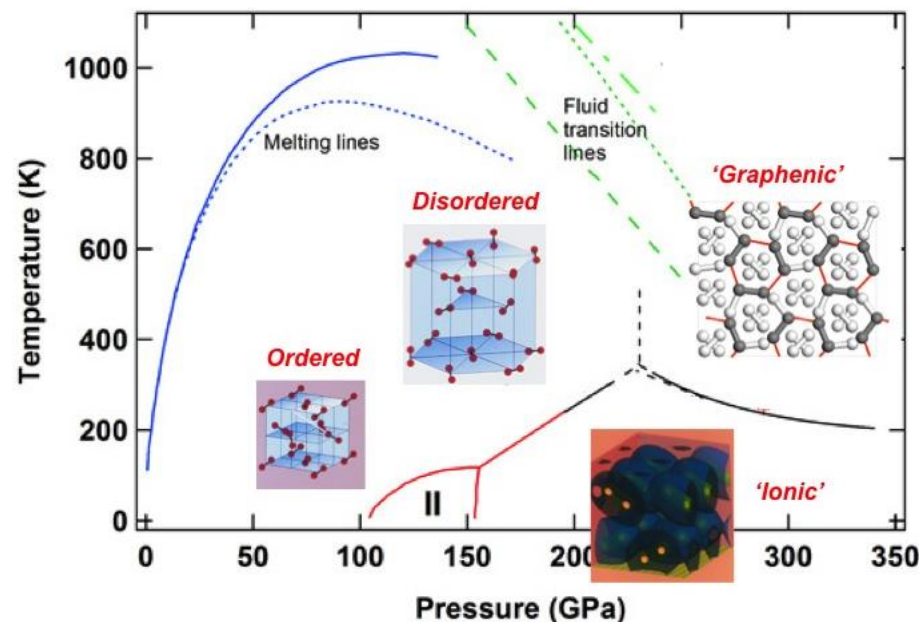 1000
800
600
400
200
0
Temperature (K)
Melting lines
Fluid
transition
lines
'Graphenic'
Disordered
Ordered
II
'Ionic'
0
50
100
150
200
250
300
350
Pressure (GPa)